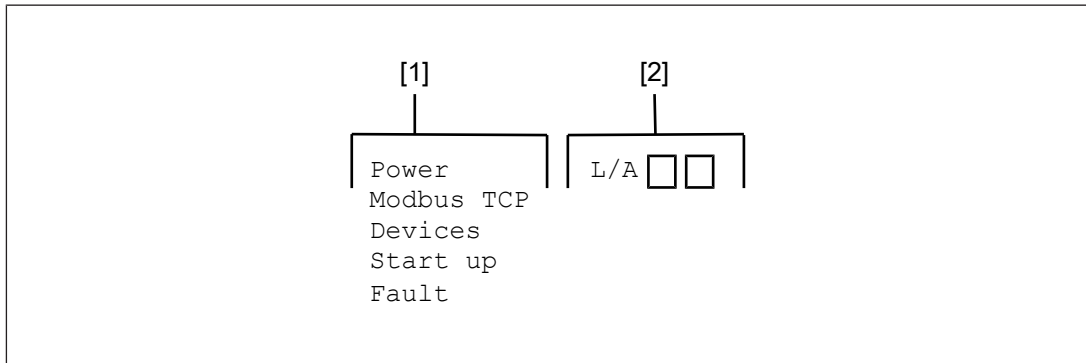 [1] [2]
Power L/A
Modbus TCP
Devices
Start up
Fault